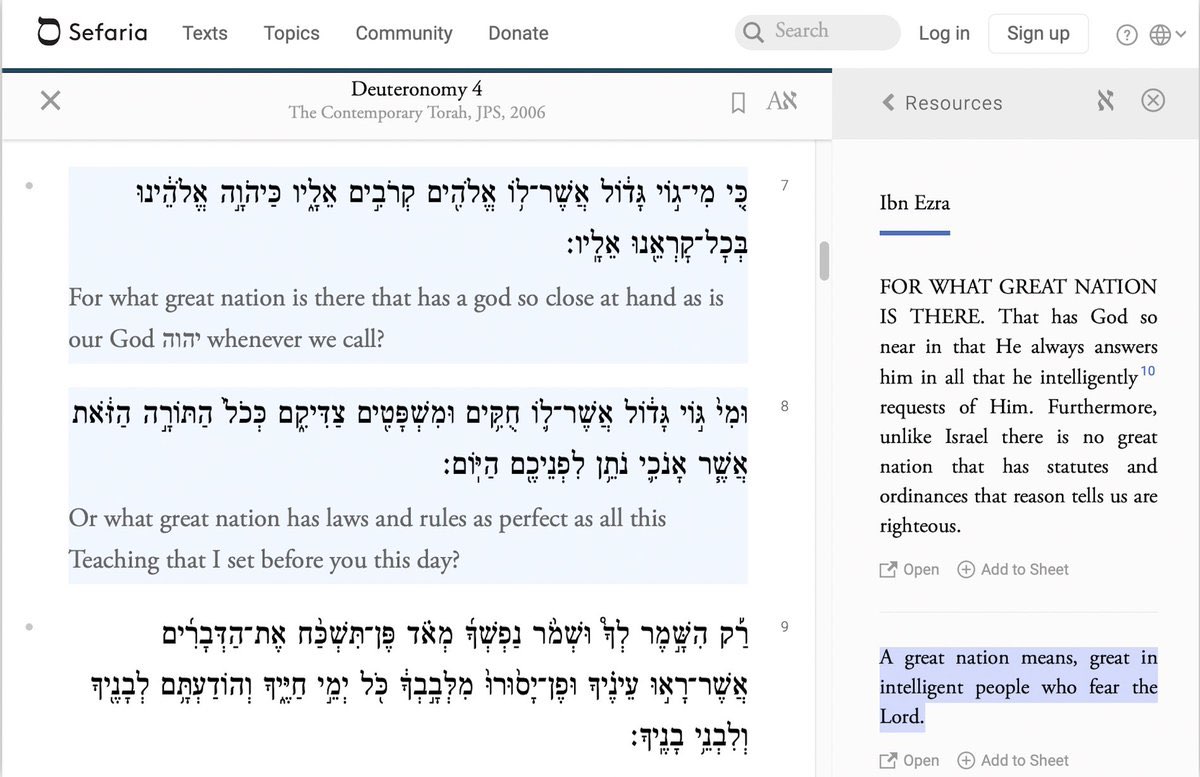 Sefaria Texts Topics Community Donate Search Log in Sign up
Deuteronomy 4
The Contemporary Torah, JPS, 2006
Resources
7
כִּ֚י מִי־ג֣וֹי גָּד֔וֹל אֲשֶׁר־ל֥וֹ אֱלֹהִ֖ים קְרֹבִ֣ים אֵלָ֑יו כַּיהֹוָ֣ה אֱלֹהֵ֔ינוּ
בְּכׇל־קׇרְאֵ֖נוּ אֵלָֽיו׃
For what great nation is there that has a god so close at hand as is
our God יהוה whenever we call?
8
וּמִי֙ גּ֣וֹי גָּד֔וֹל אֲשֶׁר־ל֛וֹ חֻקִּ֥ים וּמִשְׁפָּטִ֖ים צַדִּיקִ֑ם כְּכֹל֙ הַתּוֹרָ֣ה הַזֹּ֔את
אֲשֶׁ֧ר אָנֹכִ֛י נֹתֵ֥ן לִפְנֵיכֶ֖ם הַיּֽוֹם׃
Or what great nation has laws and rules as perfect as all this
Teaching that I set before you this day?
9
רַ֡ק הִשָּׁ֣מֶר לְךָ֩ וּשְׁמֹ֨ר נַפְשְׁךָ֜ מְאֹ֗ד פֶּן־תִּשְׁכַּ֨ח אֶת־הַדְּבָרִ֜ים
אֲשֶׁר־רָא֣וּ עֵינֶ֗יךָ וּפֶן־יָס֙וּרוּ֙ מִלְּבָ֣בְךָ֔ כֹּ֖ל יְמֵ֣י חַיֶּ֑יךָ וְהוֹדַעְתָּ֥ם לְבָנֶ֖יךָ
וְלִבְנֵ֥י בָנֶֽיךָ׃
Ibn Ezra
FOR WHAT GREAT NATION
IS THERE. That has God so
near in that He always answers
him in all that he intelligently 10
requests of Him. Furthermore,
unlike Israel there is no great
nation that has statutes and
ordinances that reason tells us are
righteous.
Open Add to Sheet
A great nation means, great in
intelligent people who fear the
Lord.
Open Add to Sheet